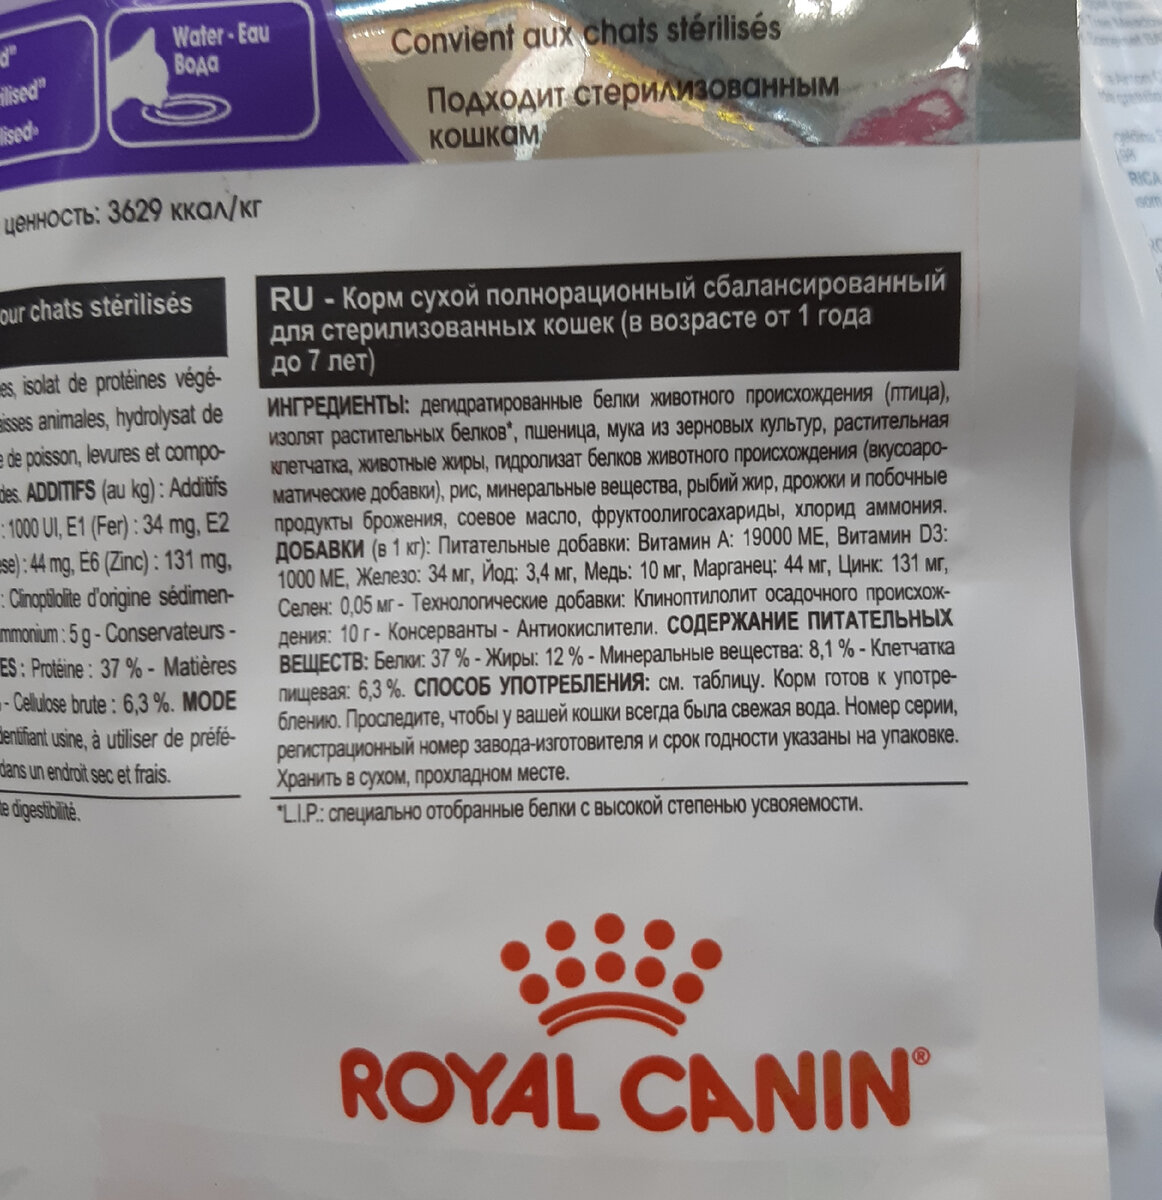 d"
ilised"
lised»
Water • Eau
Вода
Convient aux chats stérilisés
Подходит стерилизованным
кошкам
ценность: 3629 ккал/кг
our chats stérilisés
es, isolat de protéines végé-
aisses animales, hydrolysat de
e de poisson, levures et compo-
des. ADDITIFS (au kg) : Additifs
: 1000 UI, E1 (Fer) : 34 mg, E2
se) : 44 mg, E6 (Zinc) : 131 mg,
: Clinoptilolite d'origine sédimen-
mmonium : 5 g - Conservateurs -
ES : Protéine : 37 % - Matières
- Cellulose brute : 6,3 %. MODE
dentifiant usine, à utiliser de préfé-
dans un endroit sec et frais.
te digestibilité.
RU - Корм сухой полнорационный сбалансированный
для стерилизованных кошек (в возрасте от 1 года
до 7 лет)
ИНГРЕДИЕНТЫ: дегидратированные белки животного происхождения (птица),
изолят растительных белков*, пшеница, мука из зерновых культур, растительная
клетчатка, животные жиры, гидролизат белков животного происхождения (вкусоаро-
матические добавки), рис, минеральные вещества, рыбий жир, дрожжи и побочные
продукты брожения, соевое масло, фруктоолигосахариды, хлорид аммония.
ДОБАВКИ (в 1 кг): Питательные добавки: Витамин A: 19000 ME, Витамин D3:
1000 ME, Железо: 34 мг, Йод: 3,4 мг, Медь: 10 мг, Марганец: 44 мг, Цинк: 131 мг,
Селен: 0,05 мг - Технологические добавки: Клиноптилолит осадочного происхож-
дения: 10 г - Консерванты - Антиокислители. СОДЕРЖАНИЕ ПИТАТЕЛЬНЫХ
ВЕЩЕСТВ: Белки: 37 % - Жиры: 12 % - Минеральные вещества: 8,1 % - Клетчатка
пищевая: 6,3 %. СПОСОБ УПОТРЕБЛЕНИЯ: см. таблицу. Корм готов к употре-
блению. Проследите, чтобы у вашей кошки всегда была свежая вода. Номер серии,
регистрационный номер завода-изготовителя и срок годности указаны на упаковке.
Хранить в сухом, прохладном месте.
*L.I.P.: специально отобранные белки с высокой степенью усвояемости.
ROYAL CANIN®
RIGA